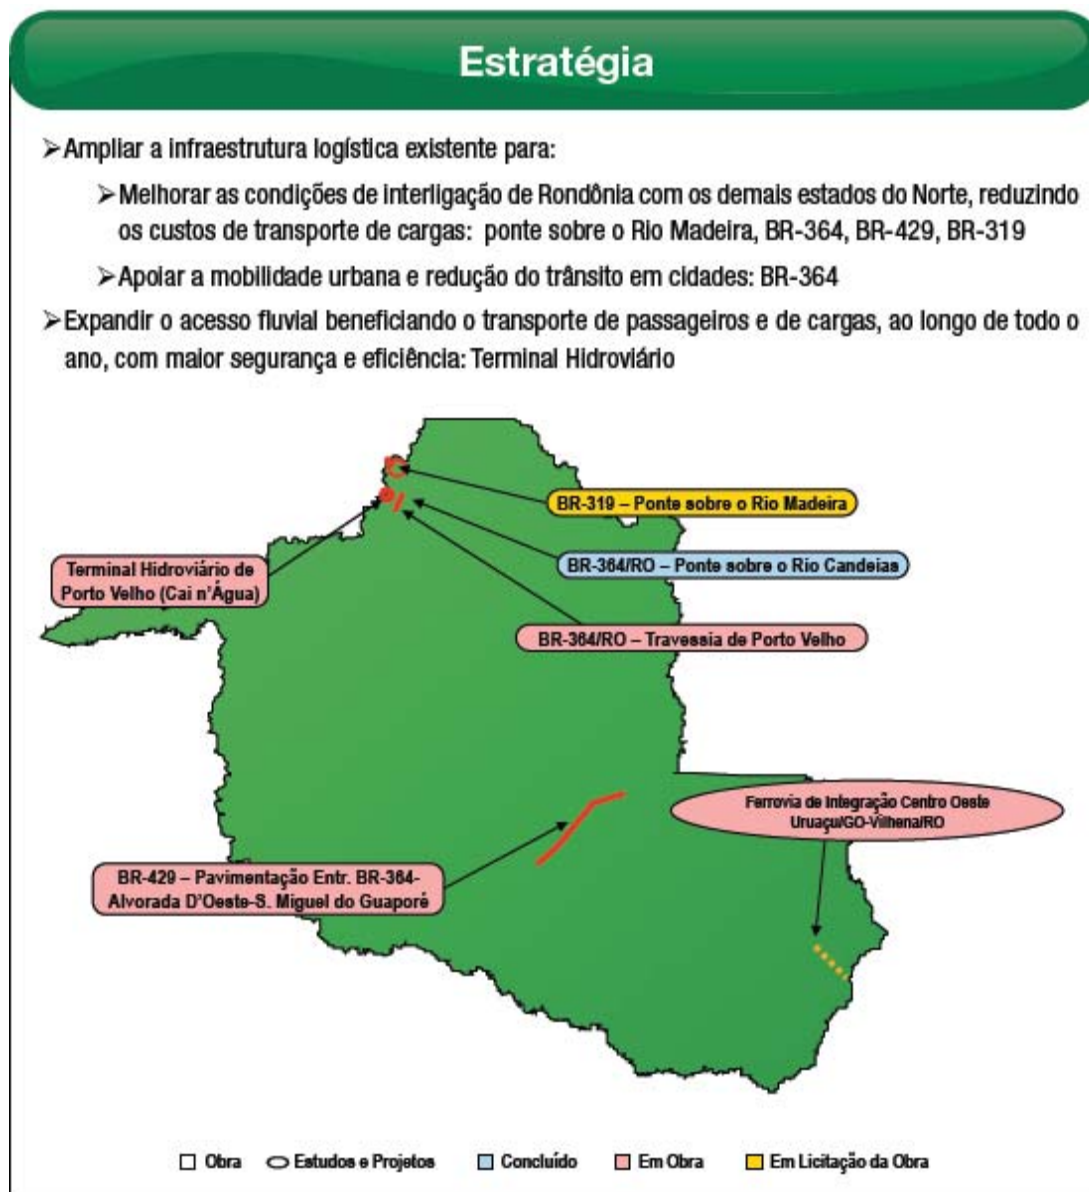 Estratégia
➢Ampliar a infraestrutura logística existente para:
➢Melhorar as condições de interligação de Rondônia com os demais estados do Norte, reduzindo
os custos de transporte de cargas: ponte sobre o Rio Madeira, BR-364, BR-429, BR-319
➢Apoiar a mobilidade urbana e redução do trânsito em cidades: BR-364
➢Expandir o acesso fluvial beneficiando o transporte de passageiros e de cargas, ao longo de todo o
ano, com maior segurança e eficiência: Terminal Hidroviário
BR-319 – Ponte sobre o Rio Madeira
BR-364/RO – Ponte sobre o Rio Candeias
Terminal Hidroviário de
Porto Velho (Cai n'Água)
BR-364/RO – Travessia de Porto Velho
Ferrovia de Integração Centro Oeste
Uruaçu/GO-Vilhena/RO
BR-429 – Pavimentação Entr. BR-364-
Alvorada D'Oeste-S. Miguel do Guaporé
Obra
Estudos e Projetos
Concluído
Em Obra
Em Licitação da Obra